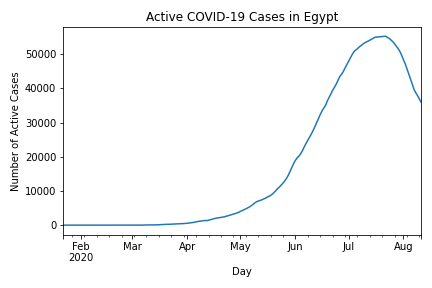 Active COVID-19 Cases in Egypt
Number of Active Cases
50000
40000
30000
20000
10000
0
Feb Mar Apr May Jun Jul Aug
2020
Day